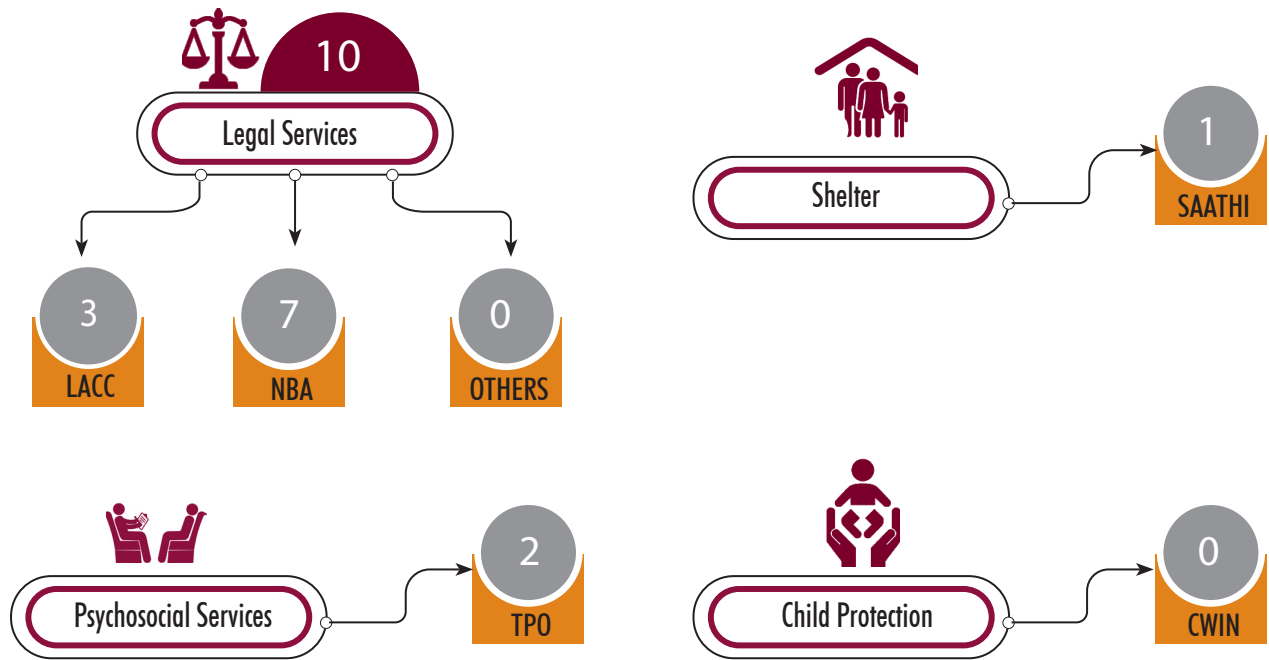 10
Legal Services
3
LACC
7
NBA
0
OTHERS
Shelter
1
SAATHI
Psychosocial Services
2
TPO
Child Protection
0
CWIN